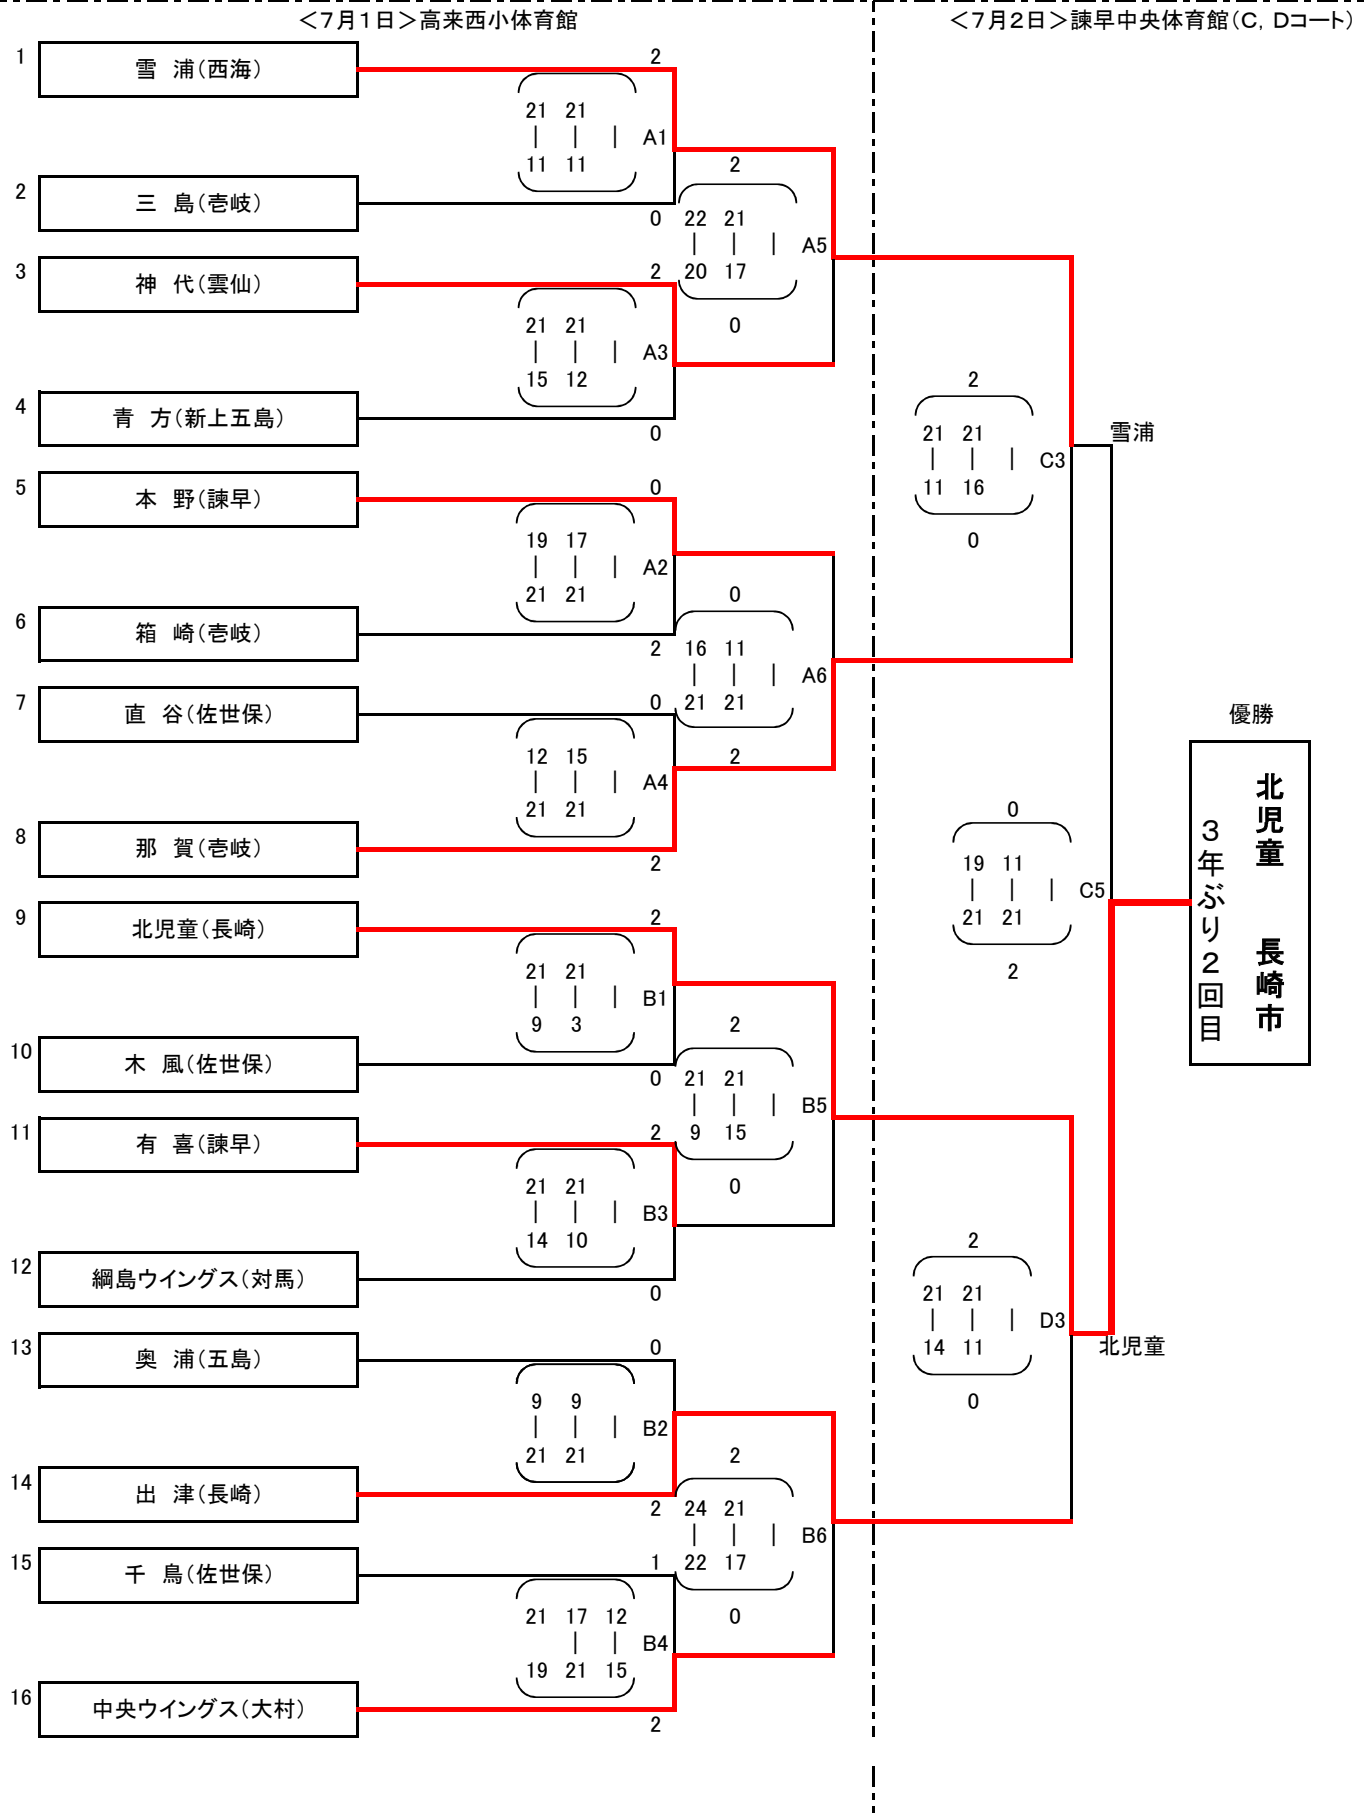 ＜７月１日＞高来西小体育館
＜７月２日＞諫早中央体育館（Ｃ，Ｄコート）
1 雪　浦（西海） 2
21 21
11 11
A1
2 三　島（壱岐） 0
2
22 21
20 17
A5
0
3 神　代（雲仙） 2
21 21
15 12
A3
4 青　方（新上五島） 0
2
21 21
11 16
C3
0
雪浦
5 本　野（諫早） 0
19 17
21 21
A2
6 箱　崎（壱岐） 2
0
16 11
21 21
A6
2
7 直　谷（佐世保） 0
12 15
21 21
A4
8 那　賀（壱岐） 2
0
19 11
21 21
C5
2
優勝
北児童　長崎市
３年ぶり２回目
9 北児童（長崎） 2
21 21
9 3
B1
10 木　風（佐世保） 0
2
21 21
9 15
B5
0
11 有　喜（諫早） 2
21 21
14 10
B3
12 綱島ウイングス（対馬） 0
2
21 21
14 11
D3
0
北児童
13 奥　浦（五島） 0
9 9
21 21
B2
14 出　津（長崎） 2
2
24 21
22 17
B6
0
15 千　鳥（佐世保） 1
21 17 12
19 21 15
B4
16 中央ウイングス（大村） 2